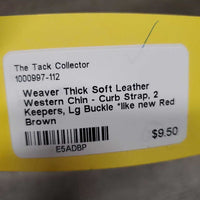 The Tack Collector
1000997-112
Weaver Thick Soft Leather
Western Chin - Curb Strap, 2
Keepers, Lg Buckle *like new Red
Brown
$9.50
E5ADBP